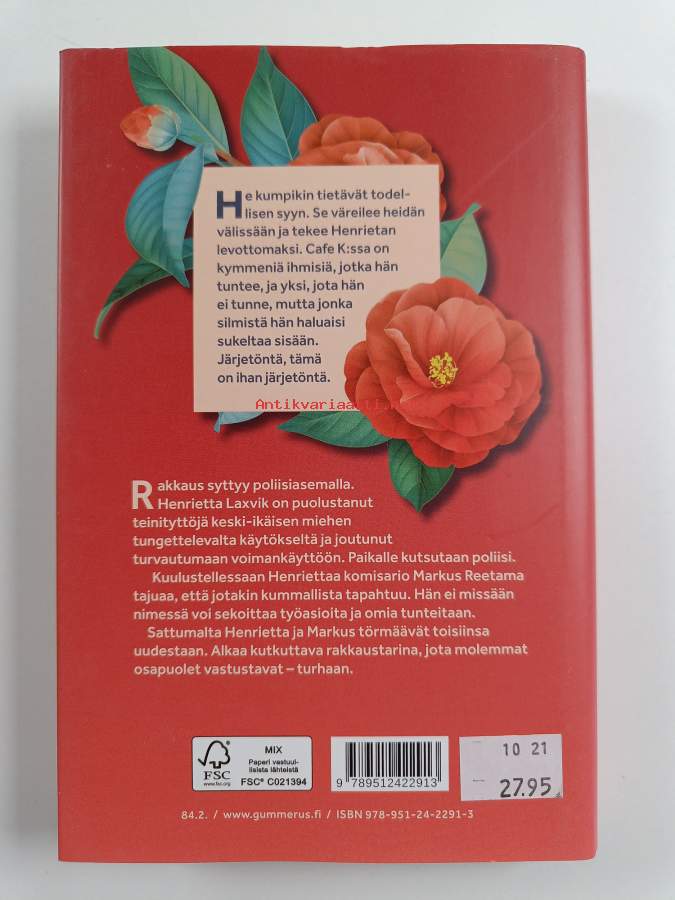 He kumpikin tietävät todel-
lisen syyn. Se väreilee heidän
välissään ja tekee Henrietan
levottomaksi. Cafe K:ssa on
kymmeniä ihmisiä, jotka hän
tuntee, ja yksi, jota hän
ei tunne, mutta jonka
silmistä hän haluaisi
sukeltaa sisään.
Järjetöntä, tämä
on ihan järjetöntä.
Rakkaus syttyy poliisiasemalla.
Henrietta Laxvik on puolustanut
teinityttöjä keski-ikäisen miehen
tungettelevalta käytökseltä ja joutunut
turvautumaan voimankäyttöön. Paikalle kutsutaan poliisi.
Kuulustellessaan Henriettaa komisario Markus Reetama
tajuaa, että jotakin kummallista tapahtuu. Hän ei missään
nimessä voi sekoittaa työasioita ja omia tunteitaan.
Sattumalta Henrietta ja Markus törmäävät toisiinsa
uudestaan. Alkaa kutkuttava rakkaustarina, jota molemmat
osapuolet vastustavat – turhaan.
FSC
www.fsc.org
MIX
Paperi vastuul-
lisista lähteistä
FSC® C021394
9 789512 422913
10 21
27.95
84.2. / www.gummerus.fi / ISBN 978-951-24-2291-3